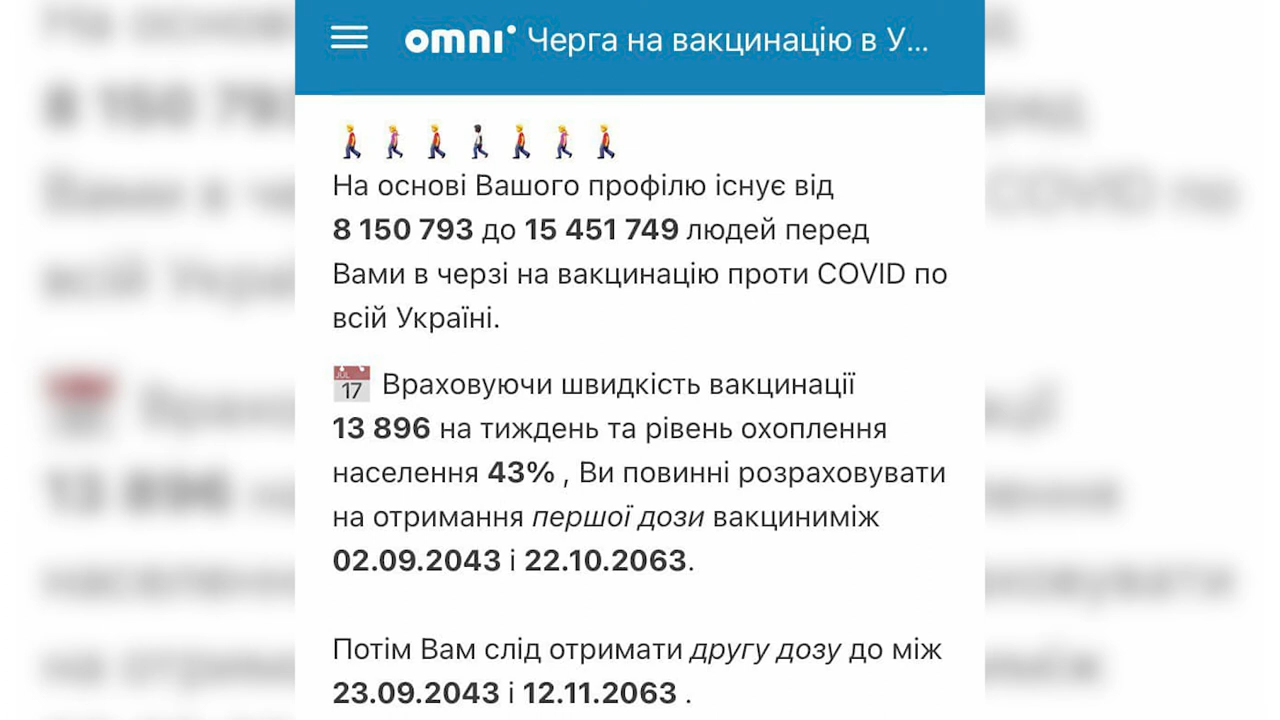 omni Черга на вакцинацію в У...
На основі Вашого профілю існує від
8 150 793 до 15 451 749 людей перед
Вами в черзі на вакцинацію проти COVID по
всій Україні.
JUL
17 Враховуючи швидкість вакцинації
13 896 на тиждень та рівень охоплення
населення 43% , Ви повинні розраховувати
на отримання першої дози вакциниміж
02.09.2043 і 22.10.2063.
Потім Вам слід отримати другу дозу до між
23.09.2043 і 12.11.2063 .